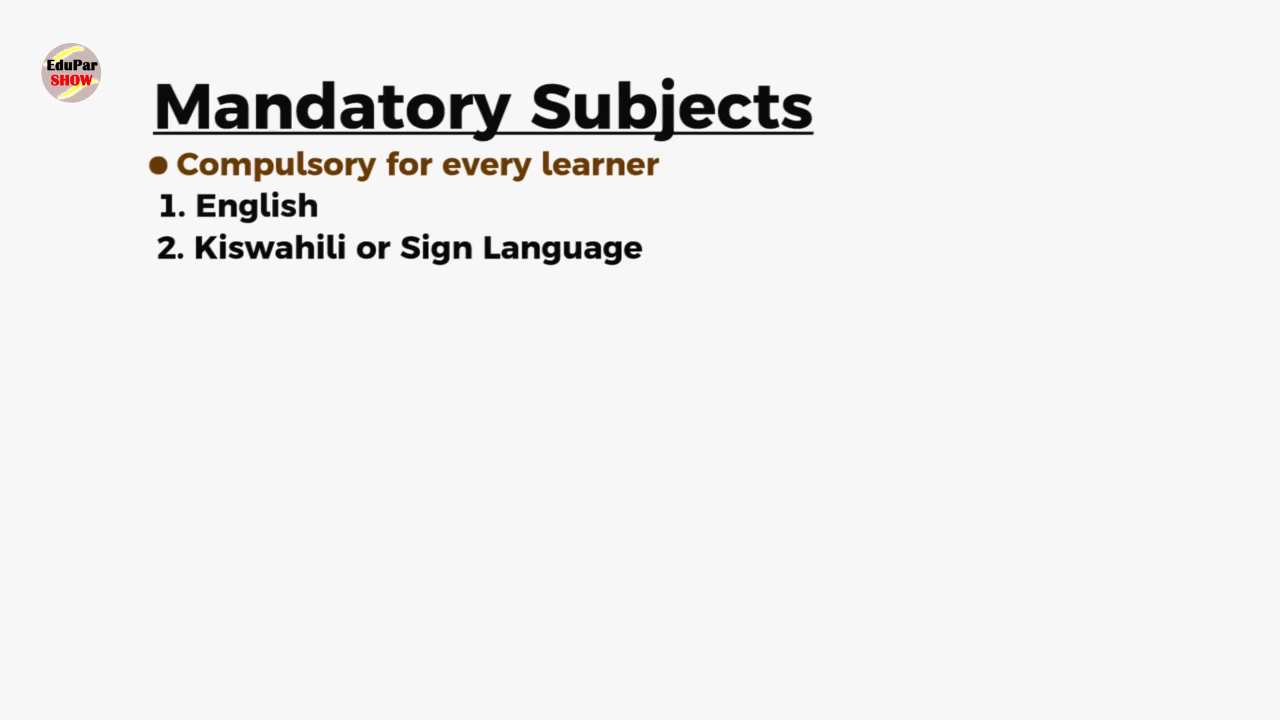 EduPar
SHOW
Mandatory Subjects
● Compulsory for every learner
1. English
2. Kiswahili or Sign Language